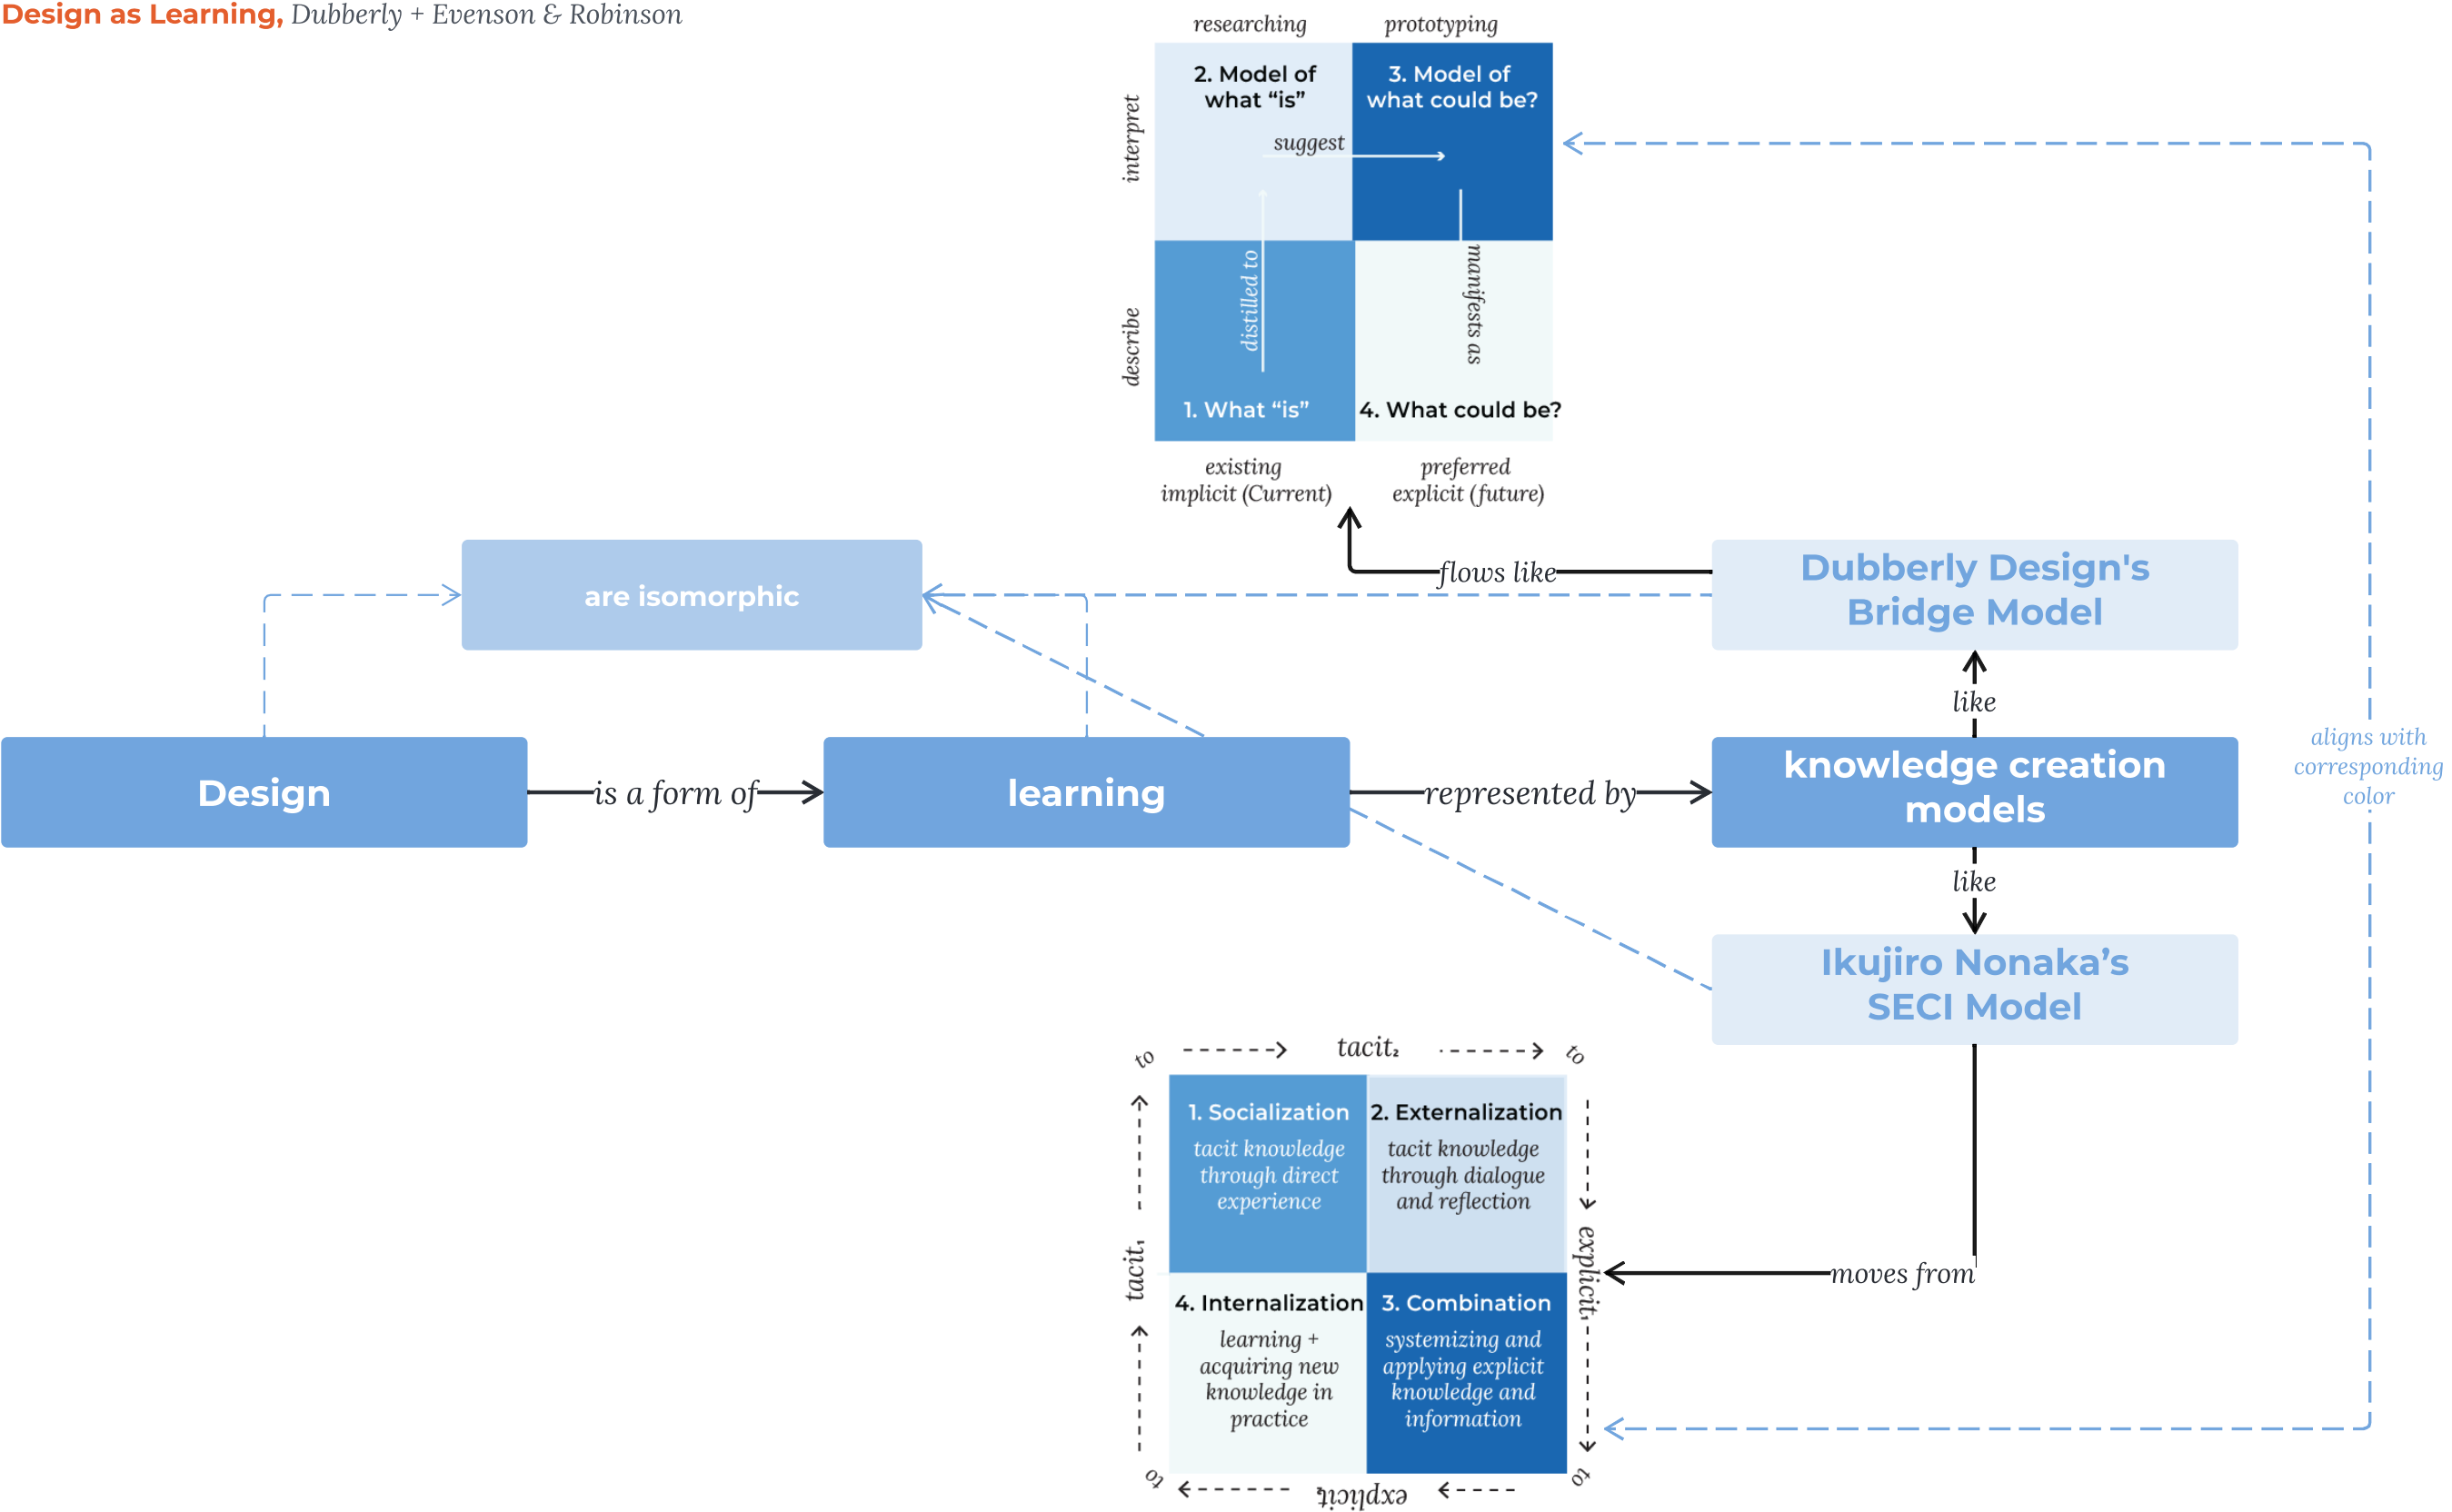 Design as Learning, Dubberly + Evenson & Robinson
researching
prototyping
interpret
describe
2. Model of
what “is”
3. Model of
what could be?
suggest
distilled to
manifests as
1. What “is”
4. What could be?
existing
implicit (Current)
preferred
explicit (future)
flows like
are isomorphic
Dubberly Design's
Bridge Model
like
Design
is a form of
learning
represented by
knowledge creation
models
aligns with
corresponding
color
like
Ikujiro Nonaka’s
SECI Model
moves from
to
tacit₂
to
1. Socialization
tacit knowledge
through direct
experience
2. Externalization
tacit knowledge
through dialogue
and reflection
tacit₁
explicit₁
4. Internalization
learning +
acquiring new
knowledge in
practice
3. Combination
systemizing and
applying explicit
knowledge and
information
to
explicit₂
to